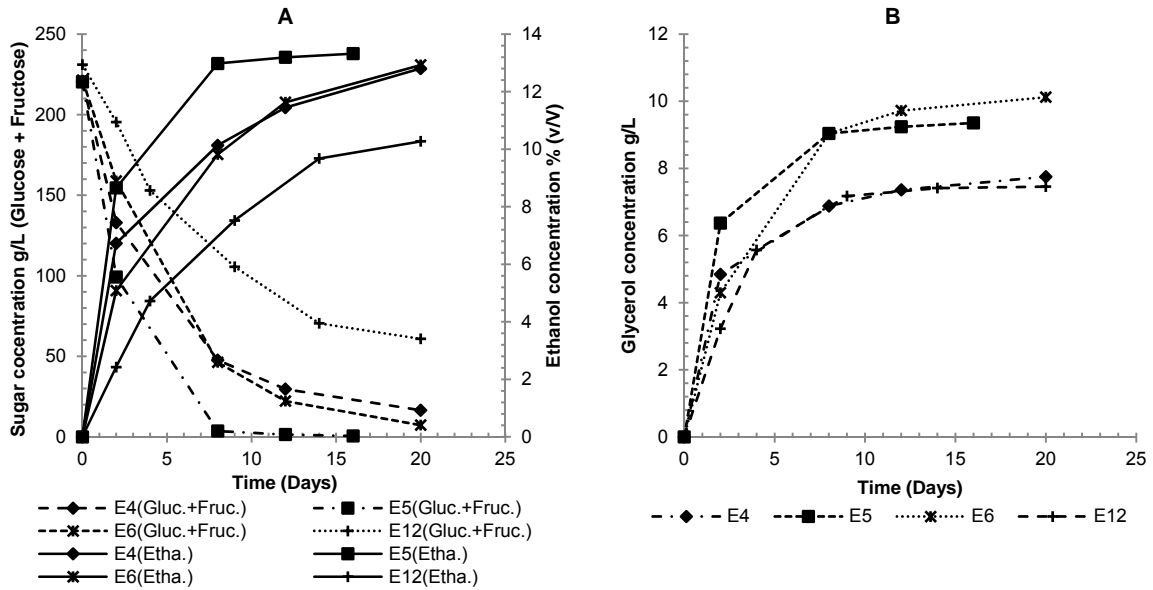 A
Sugar cocentration g/L (Glucose + Fructose)
250
200
150
100
50
0
Ethanol concentration % (v/V)
14
12
10
8
6
4
2
0
0 5 10 15 20 25
Time (Days)
E4(Gluc.+Fruc.) E5(Gluc.+Fruc.)
E6(Gluc.+Fruc.) E12(Gluc.+Fruc.)
E4(Etha.) E5(Etha.)
E6(Etha.) E12(Etha.)
B
Glycerol concentration g/L
12
10
8
6
4
2
0
0 5 10 15 20 25
Time (Days)
E4 E5 E6 E12